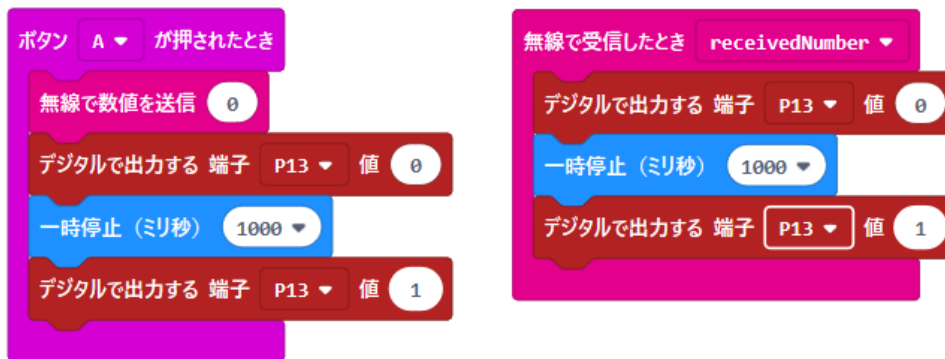 ボタン A が押されたとき
無線で数値を送信 0
デジタルで出力する 端子 P13 値 0
一時停止（ミリ秒） 1000
デジタルで出力する 端子 P13 値 1
無線で受信したとき receivedNumber
デジタルで出力する 端子 P13 値 0
一時停止（ミリ秒） 1000
デジタルで出力する 端子 P13 値 1